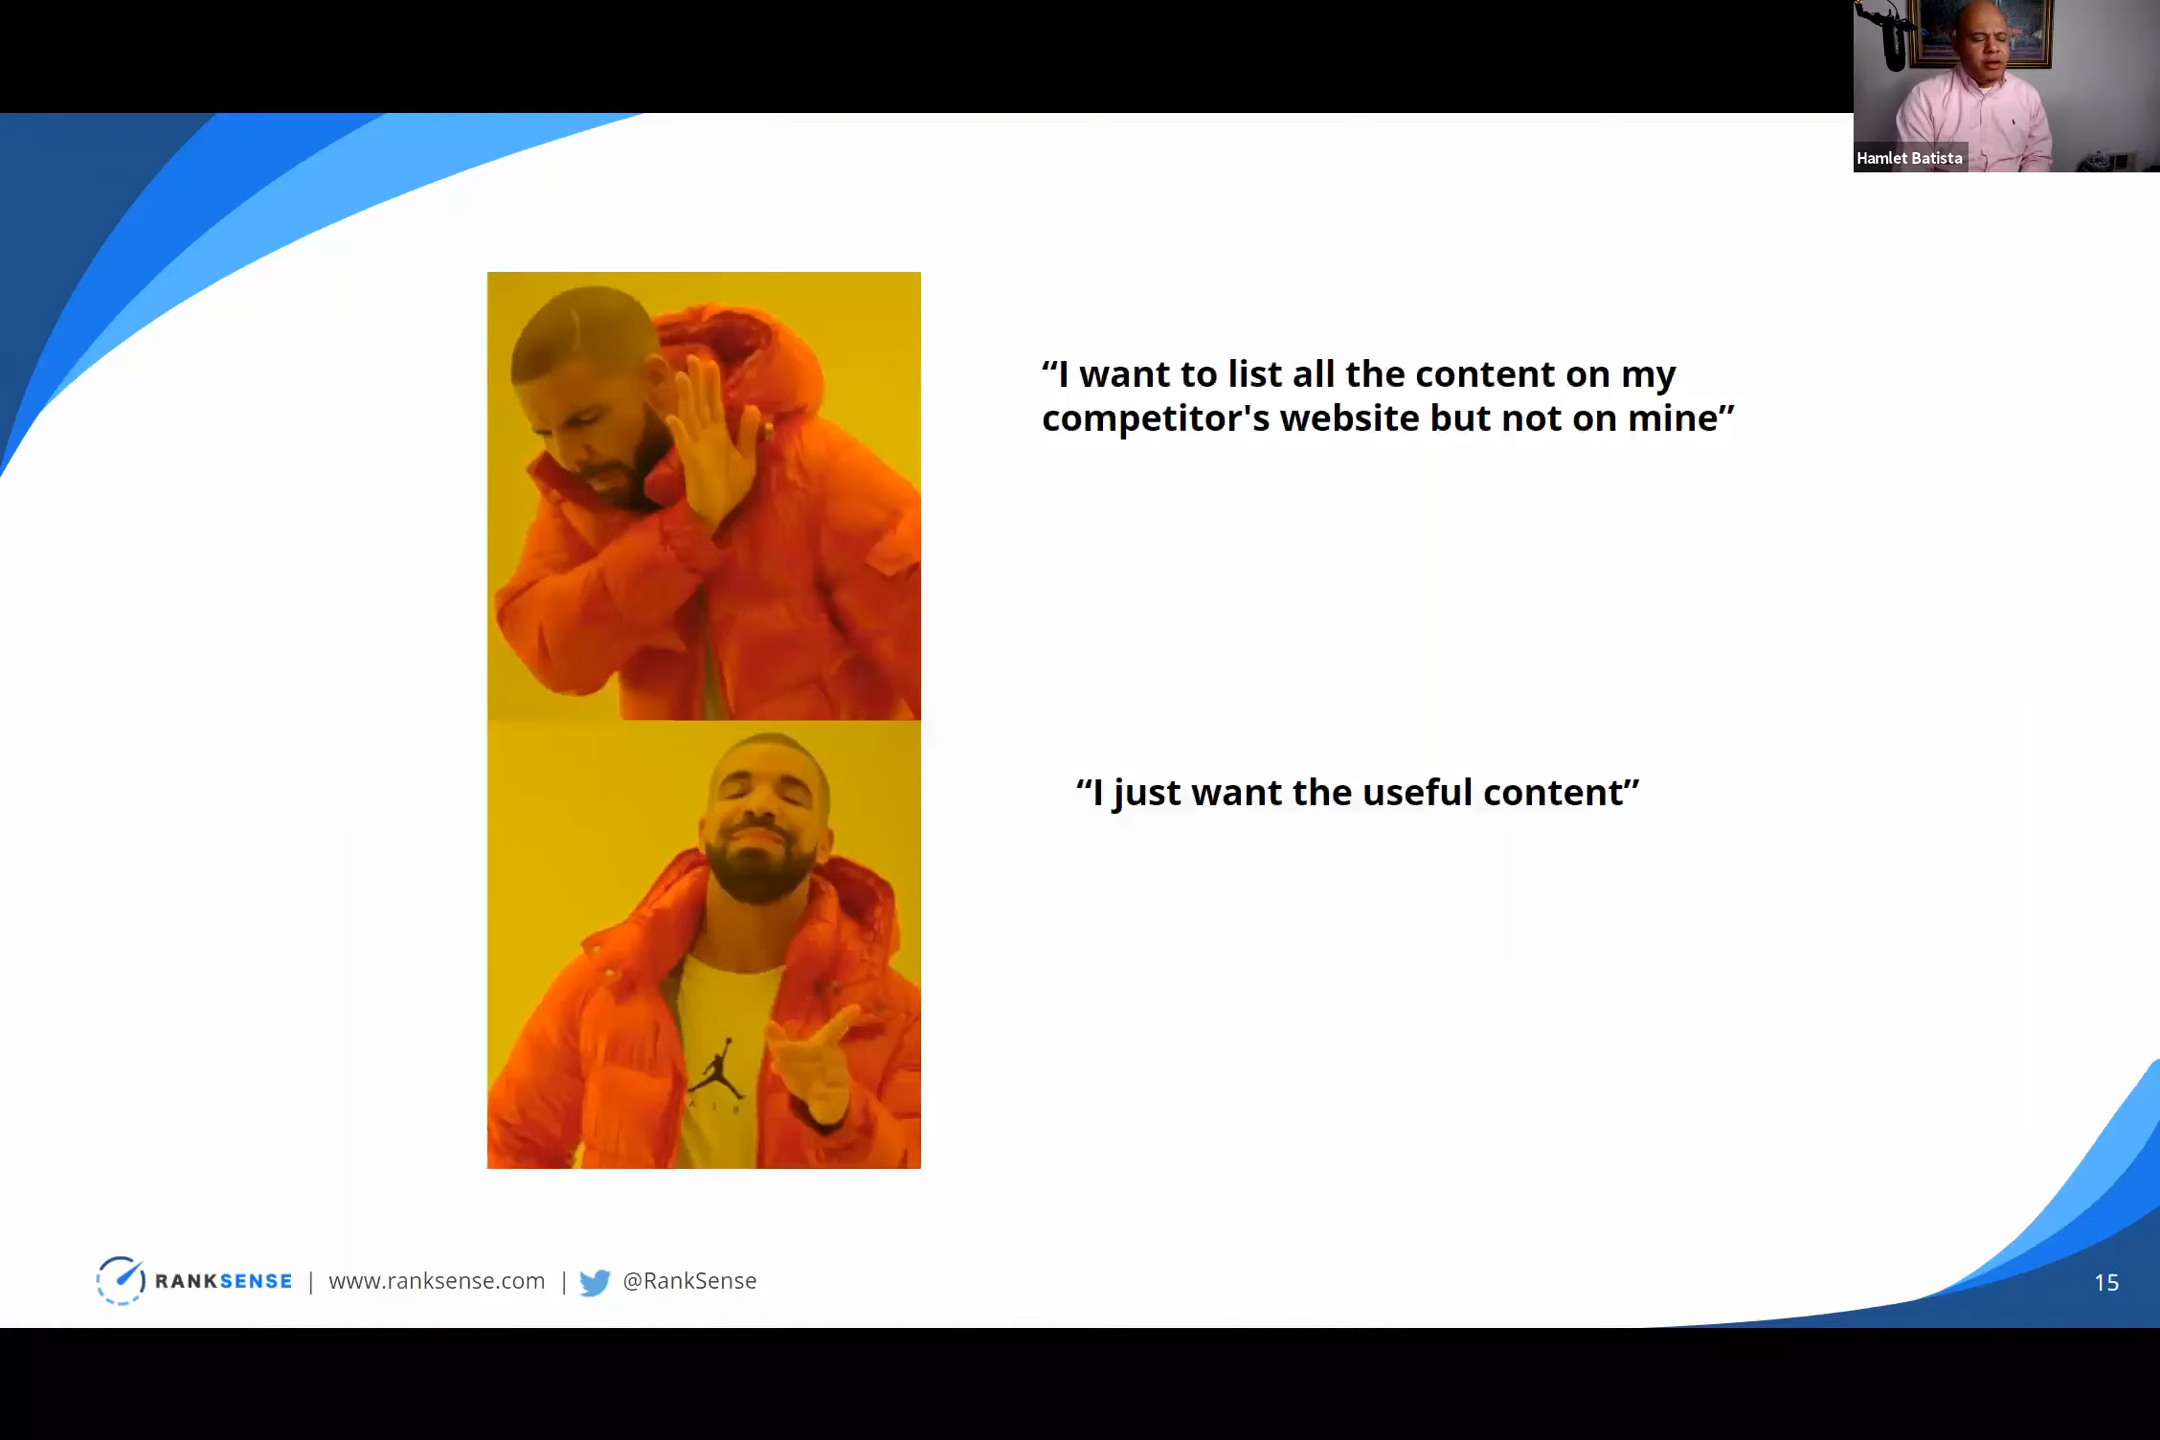 Hamlet Batista
“I want to list all the content on my
competitor's website but not on mine”
“I just want the useful content”
AIR
RANKSENSE | www.ranksense.com | @RankSense
15